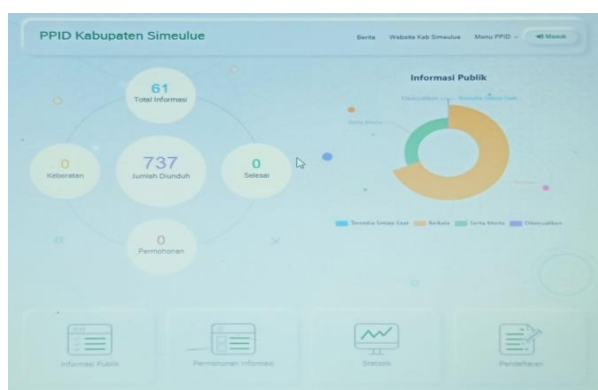 PPID Kabupaten Simeulue
Berita Website Kab Simeulue Menu PPID Masuk
61
Total Informasi
0
Keberatan
737
Jumlah Diunduh
0
Selesai
0
Permohonan
Informasi Publik
Dikecualikan
Tersedia Setiap Saat
Serta Merta
Berkala
Tersedia Setiap Saat Berkala Serta Merta Dikecualikan
Informasi Publik
Permohonan Informasi
Statistik
Pendaftaran